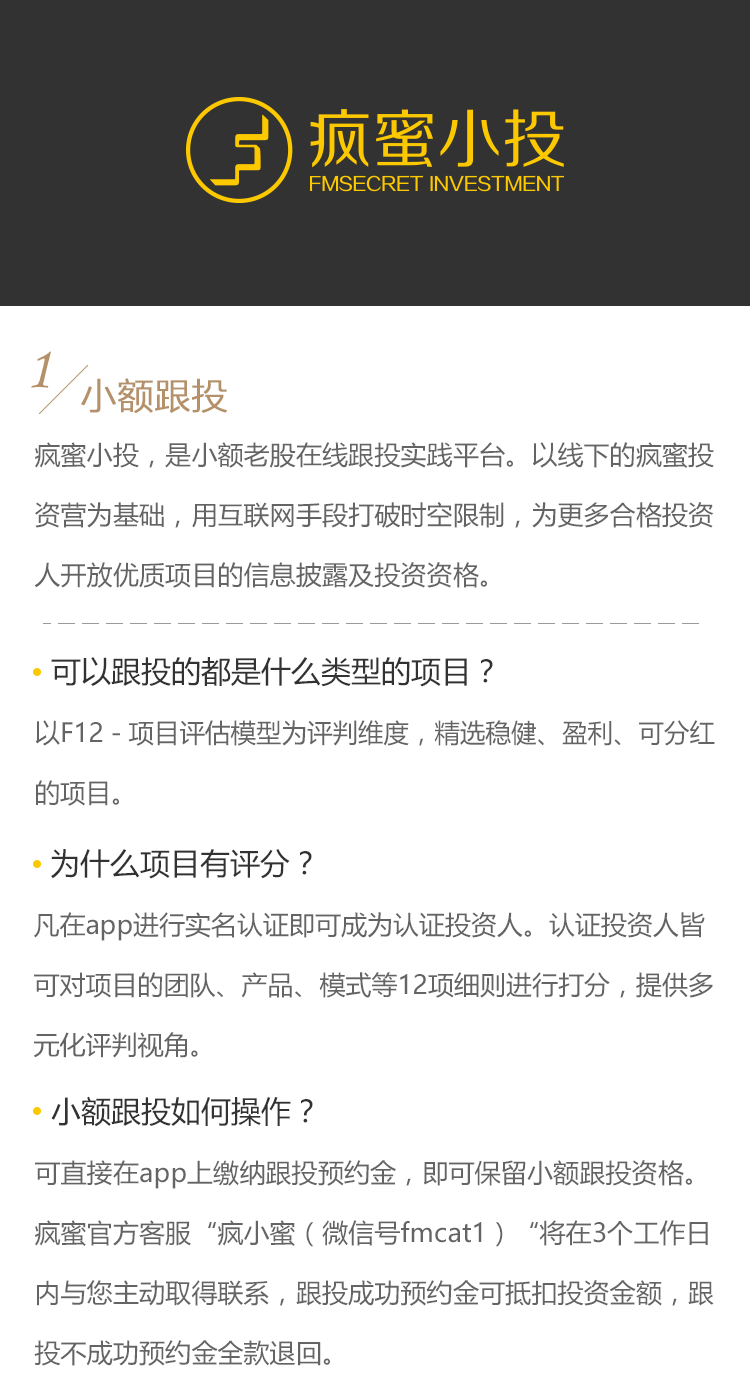 疯蜜小投
FMSECRET INVESTMENT
1
小额跟投
疯蜜小投，是小额老股在线跟投实践平台。以线下的疯蜜投
资营为基础，用互联网手段打破时空限制，为更多合格投资
人开放优质项目的信息披露及投资资格。
• 可以跟投的都是什么类型的项目？
以F12 - 项目评估模型为评判维度，精选稳健、盈利、可分红
的项目。
• 为什么项目有评分？
凡在app进行实名认证即可成为认证投资人。认证投资人皆
可对项目的团队、产品、模式等12项细则进行打分，提供多
元化评判视角。
• 小额跟投如何操作？
可直接在app上缴纳跟投预约金，即可保留小额跟投资格。
疯蜜官方客服“疯小蜜（微信号fmcat1）“将在3个工作日
内与您主动取得联系，跟投成功预约金可抵扣投资金额，跟
投不成功预约金全款退回。